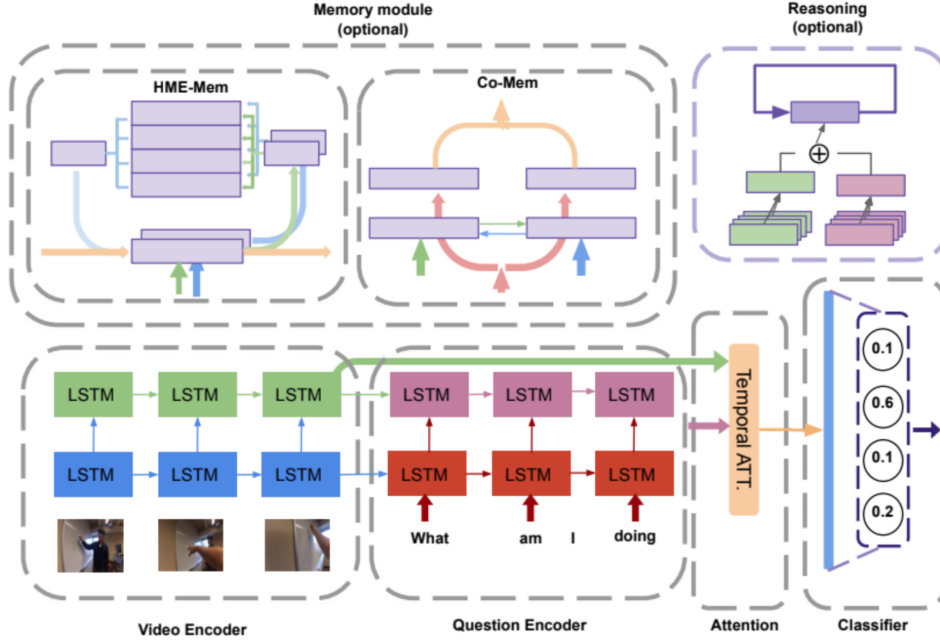 Memory module
(optional)
Reasoning
(optional)
HME-Mem
Co-Mem
LSTM LSTM LSTM
LSTM LSTM LSTM
LSTM LSTM LSTM
LSTM LSTM LSTM
What am I doing
Temporal ATT.
0.1
0.6
0.1
0.2
Video Encoder
Question Encoder
Attention
Classifier